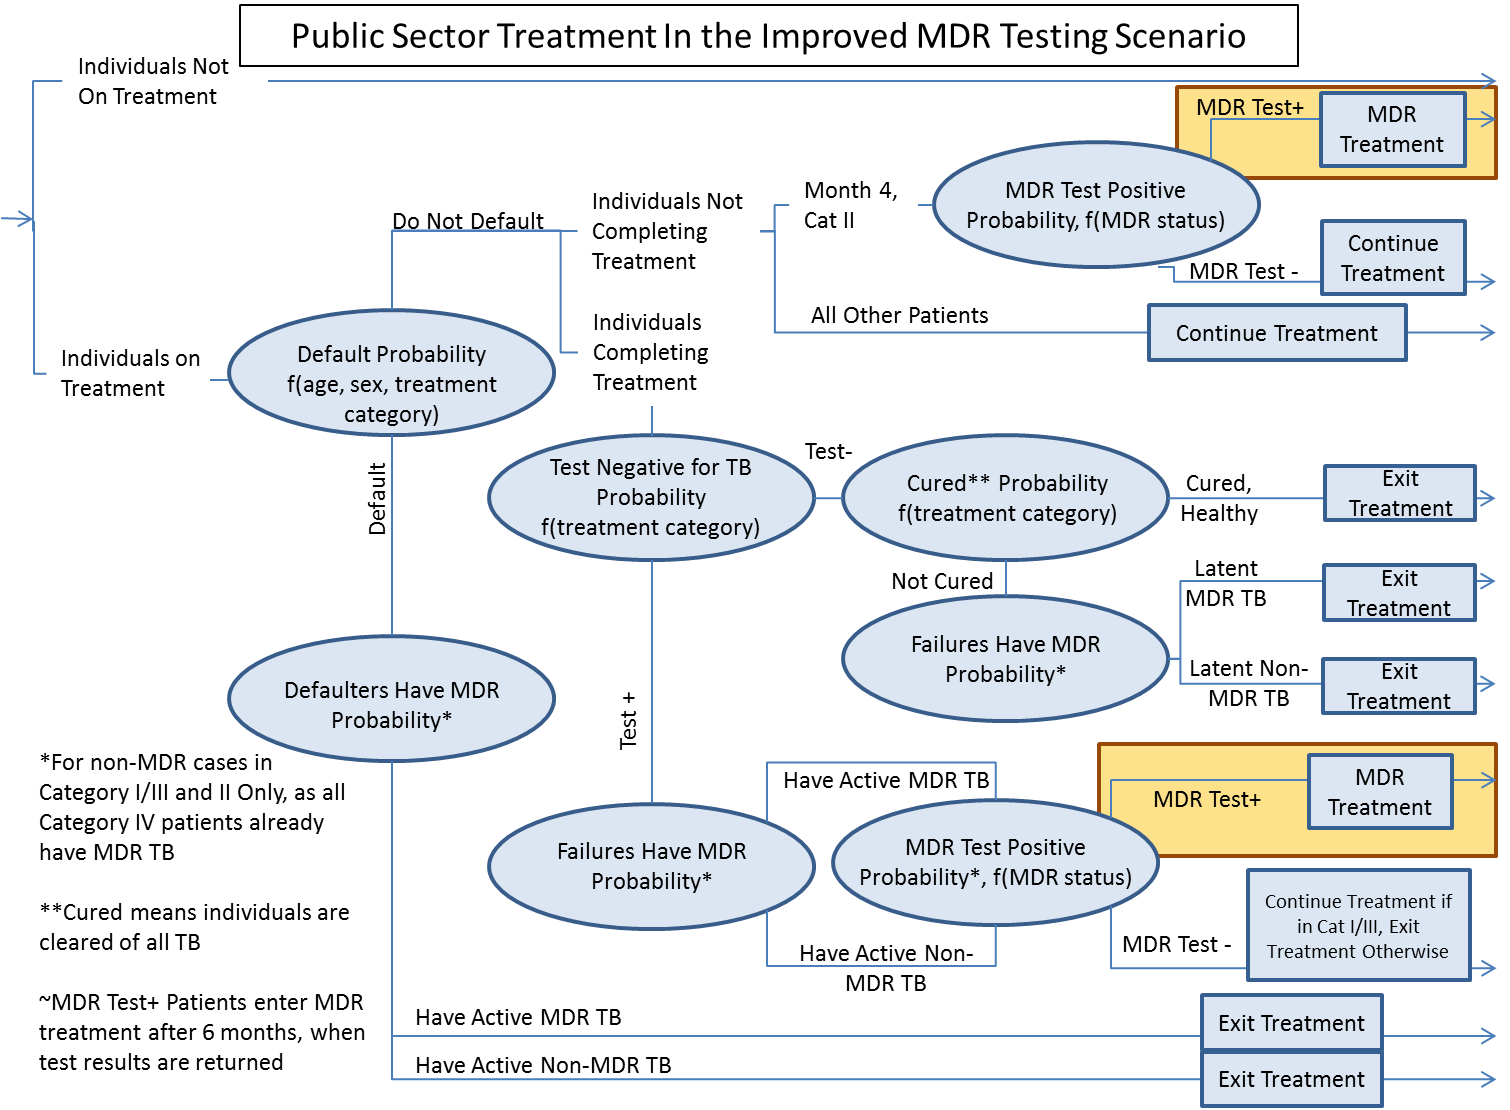 Public Sector Treatment In the Improved MDR Testing Scenario
Individuals Not
On Treatment
MDR Test+
MDR
Treatment
Month 4,
Cat II
MDR Test Positive
Probability, f(MDR status)
Do Not Default
Individuals Not
Completing
Treatment
MDR Test -
Continue
Treatment
All Other Patients
Continue Treatment
Individuals
Completing
Treatment
Individuals on
Treatment
Default Probability
f(age, sex, treatment
category)
Default
Test Negative for TB
Probability
f(treatment category)
Test-
Cured** Probability
f(treatment category)
Cured,
Healthy
Exit
Treatment
Not Cured
Latent
MDR TB
Exit
Treatment
Failures Have MDR
Probability*
Latent Non-
MDR TB
Exit
Treatment
Defaulters Have MDR
Probability*
Test +
Have Active MDR TB
MDR Test+
MDR
Treatment
Failures Have MDR
Probability*
MDR Test Positive
Probability*, f(MDR status)
Have Active Non-
MDR TB
MDR Test -
Continue Treatment if
in Cat I/III, Exit
Treatment Otherwise
Have Active MDR TB
Exit Treatment
Have Active Non-MDR TB
Exit Treatment
*For non-MDR cases in
Category I/III and II Only, as all
Category IV patients already
have MDR TB
**Cured means individuals are
cleared of all TB
~MDR Test+ Patients enter MDR
treatment after 6 months, when
test results are returned